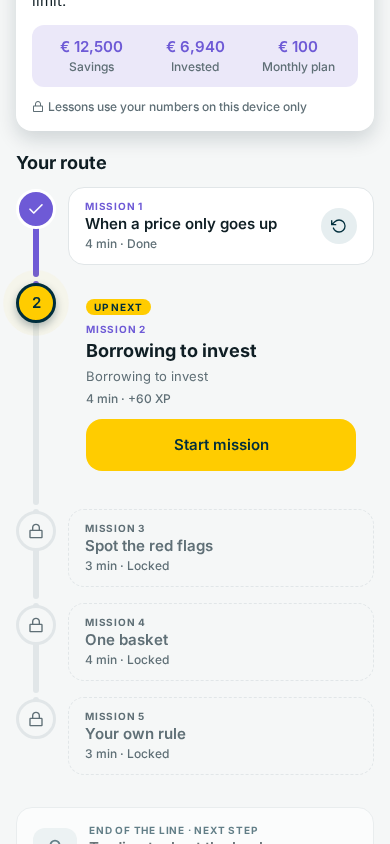 limit.
€ 12,500 € 6,940 € 100
Savings Invested Monthly plan
Lessons use your numbers on this device only
Your route
MISSION 1
When a price only goes up
4 min · Done
2
UP NEXT
MISSION 2
Borrowing to invest
Borrowing to invest
4 min · +60 XP
Start mission
MISSION 3
Spot the red flags
3 min · Locked
MISSION 4
One basket
4 min · Locked
MISSION 5
Your own rule
3 min · Locked
END OF THE LINE · NEXT STEP